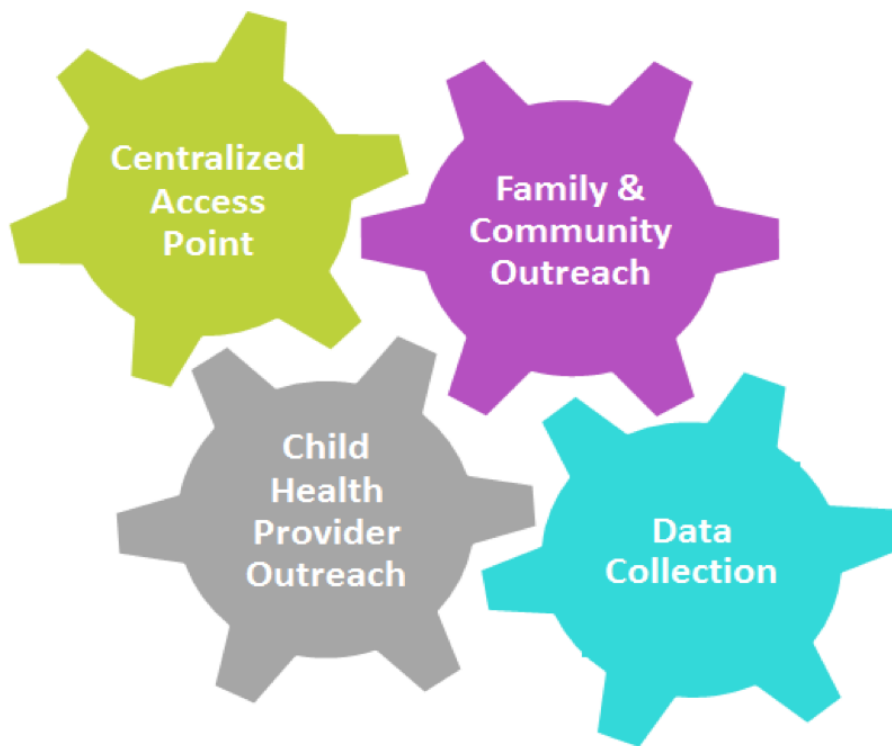 Centralized
Access
Point
Family &
Community
Outreach
Child
Health
Provider
Outreach
Data
Collection